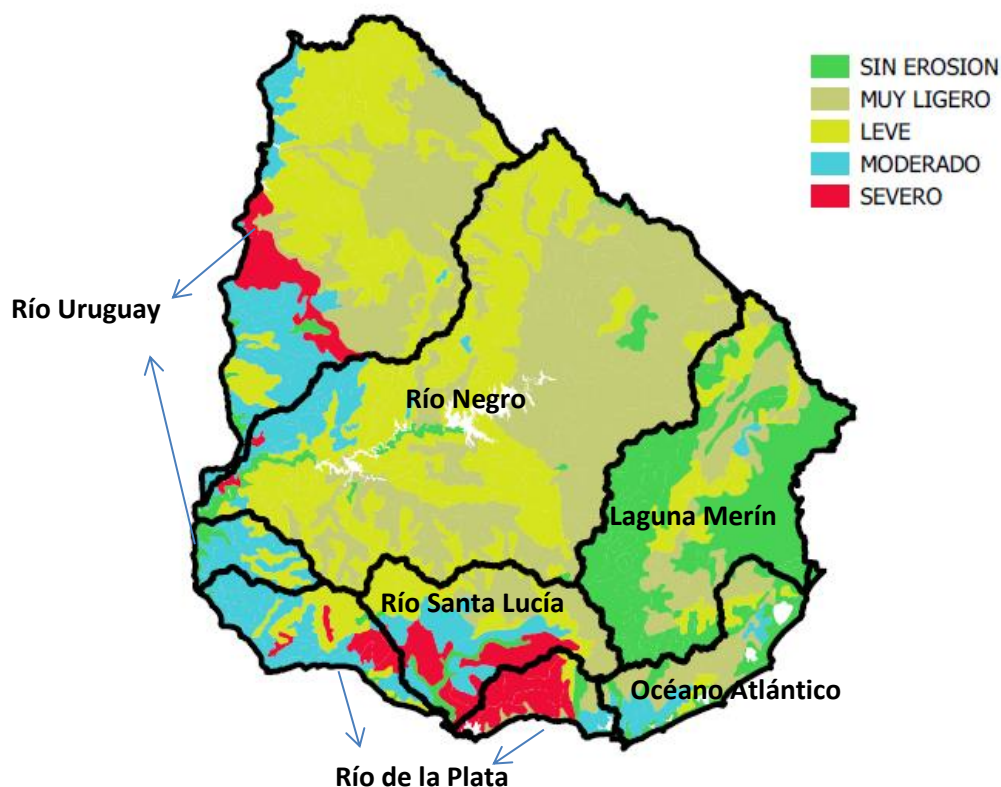 SIN EROSION
MUY LIGERO
LEVE
MODERADO
SEVERO
Río Uruguay
Río Negro
Laguna Merín
Río Santa Lucía
Océano Atlántico
Río de la Plata